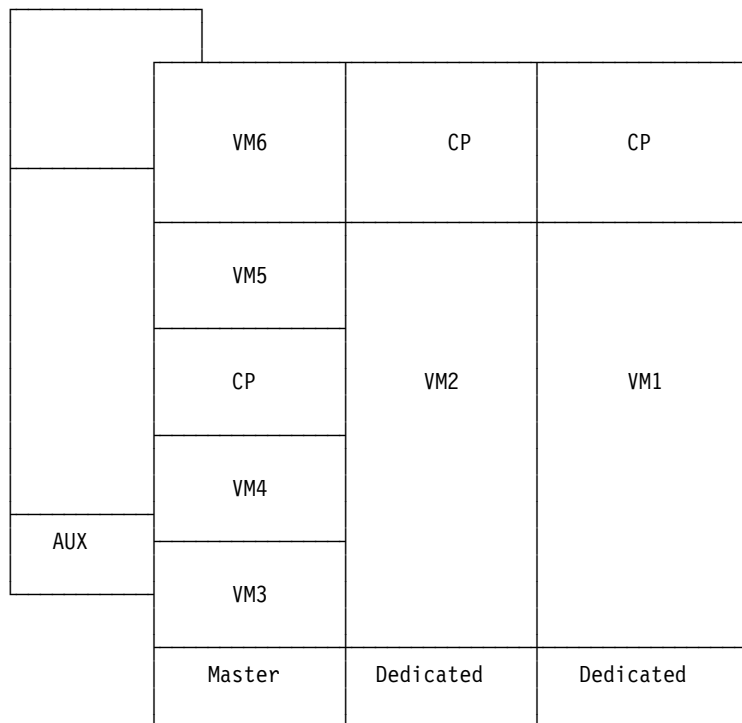 VM6 CP CP
VM5
CP VM2 VM1
VM4
AUX
VM3
Master Dedicated Dedicated